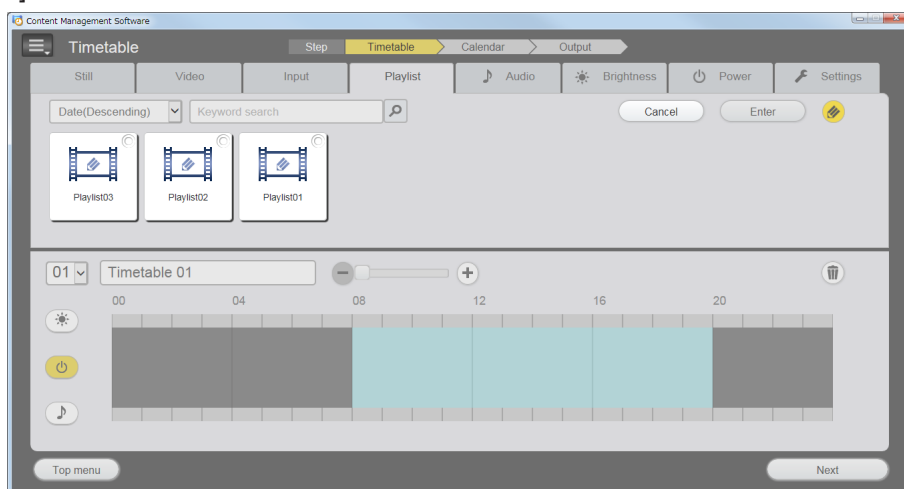 Content Management Software
Timetable
Step Timetable Calendar Output
Still Video Input Playlist Audio Brightness Power Settings
Date(Descending) Keyword search Cancel Enter
Playlist03 Playlist02 Playlist01
01 Timetable 01
00 04 08 12 16 20
Top menu Next